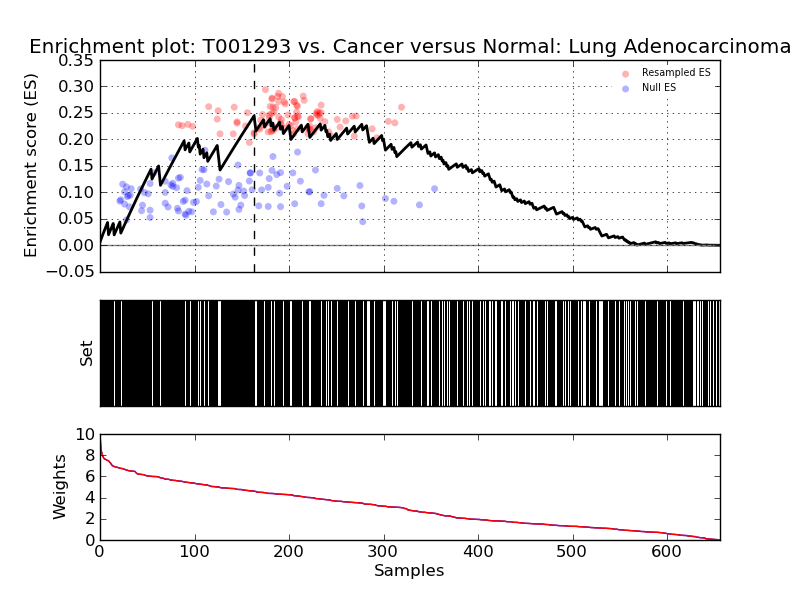 Enrichment plot: T001293 vs. Cancer versus Normal: Lung Adenocarcinoma
0.35
0.30
0.25
0.20
0.15
0.10
0.05
0.00
−0.05
Enrichment score (ES)
Resampled ES
Null ES
Set
10
8
6
4
2
0
Weights
0 100 200 300 400 500 600
Samples